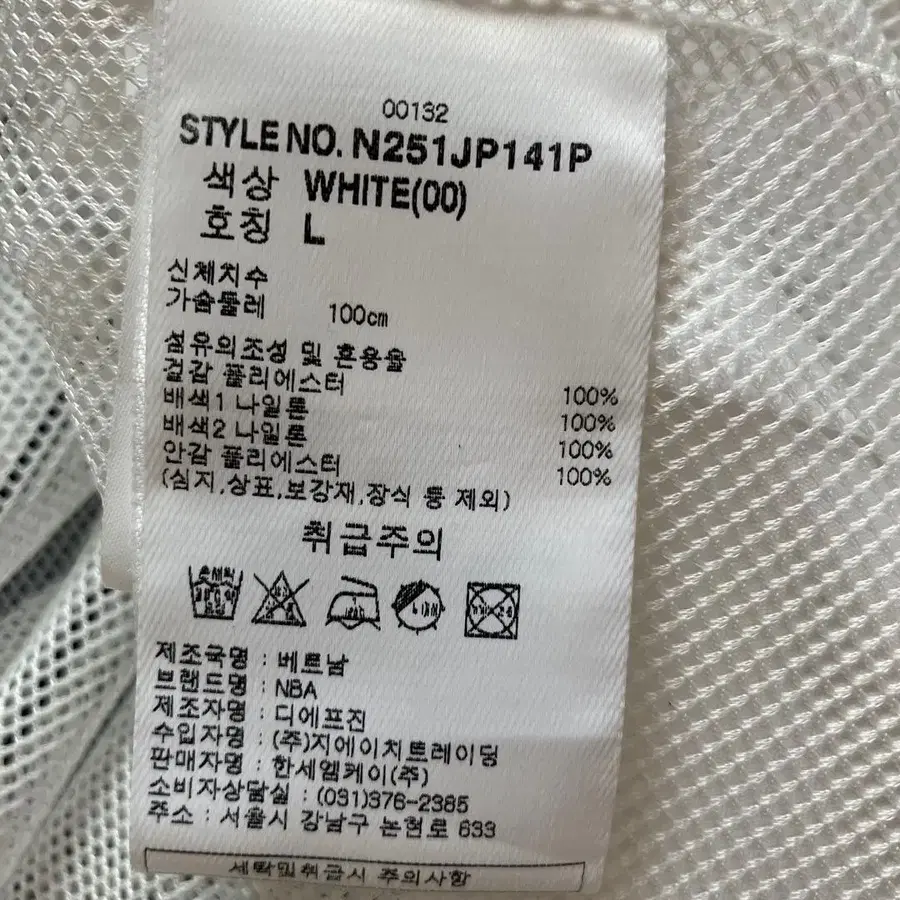 00132
STYLE NO. N251JP141P
색상 WHITE(00)
호칭 L
신체치수
가슴둘레 100cm
섬유의조성 및 혼용율
겉감 폴리에스터 100%
배색1 나일론 100%
배색2 나일론 100%
안감 폴리에스터 100%
(심지,상표,보강재,장식 등 제외)
취급주의
제조국명 : 베트남
브랜드명 : NBA
제조자명 : 디에프진
수입자명 : (주)지에이치트레이딩
판매자명 : 한세엠케이(주)
소비자상담실 : (031)376-2385
주소 : 서울시 강남구 논현로 633
세탁및취급시 주의사항